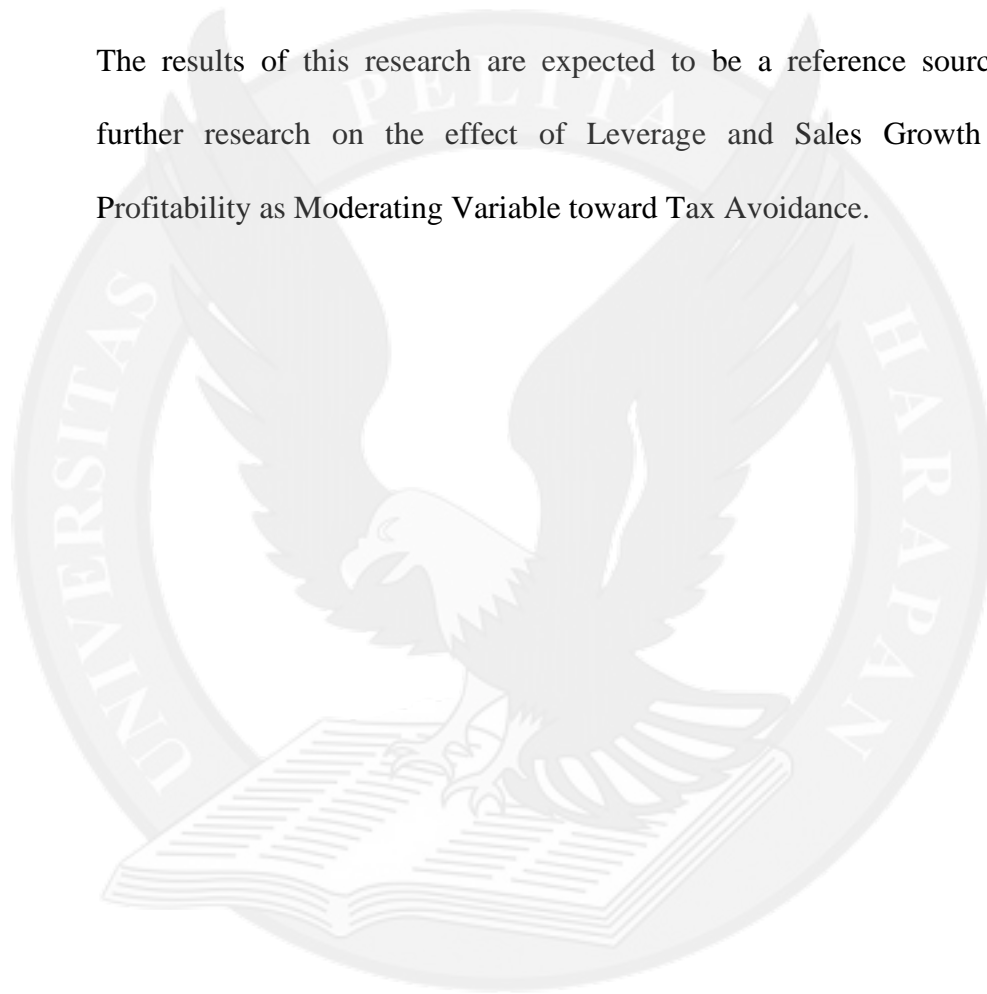 The results of this research are expected to be a reference sourc
further research on the effect of Leverage and Sales Growth
Profitability as Moderating Variable toward Tax Avoidance.
UNIVERSITAS PELITA HARAPAN